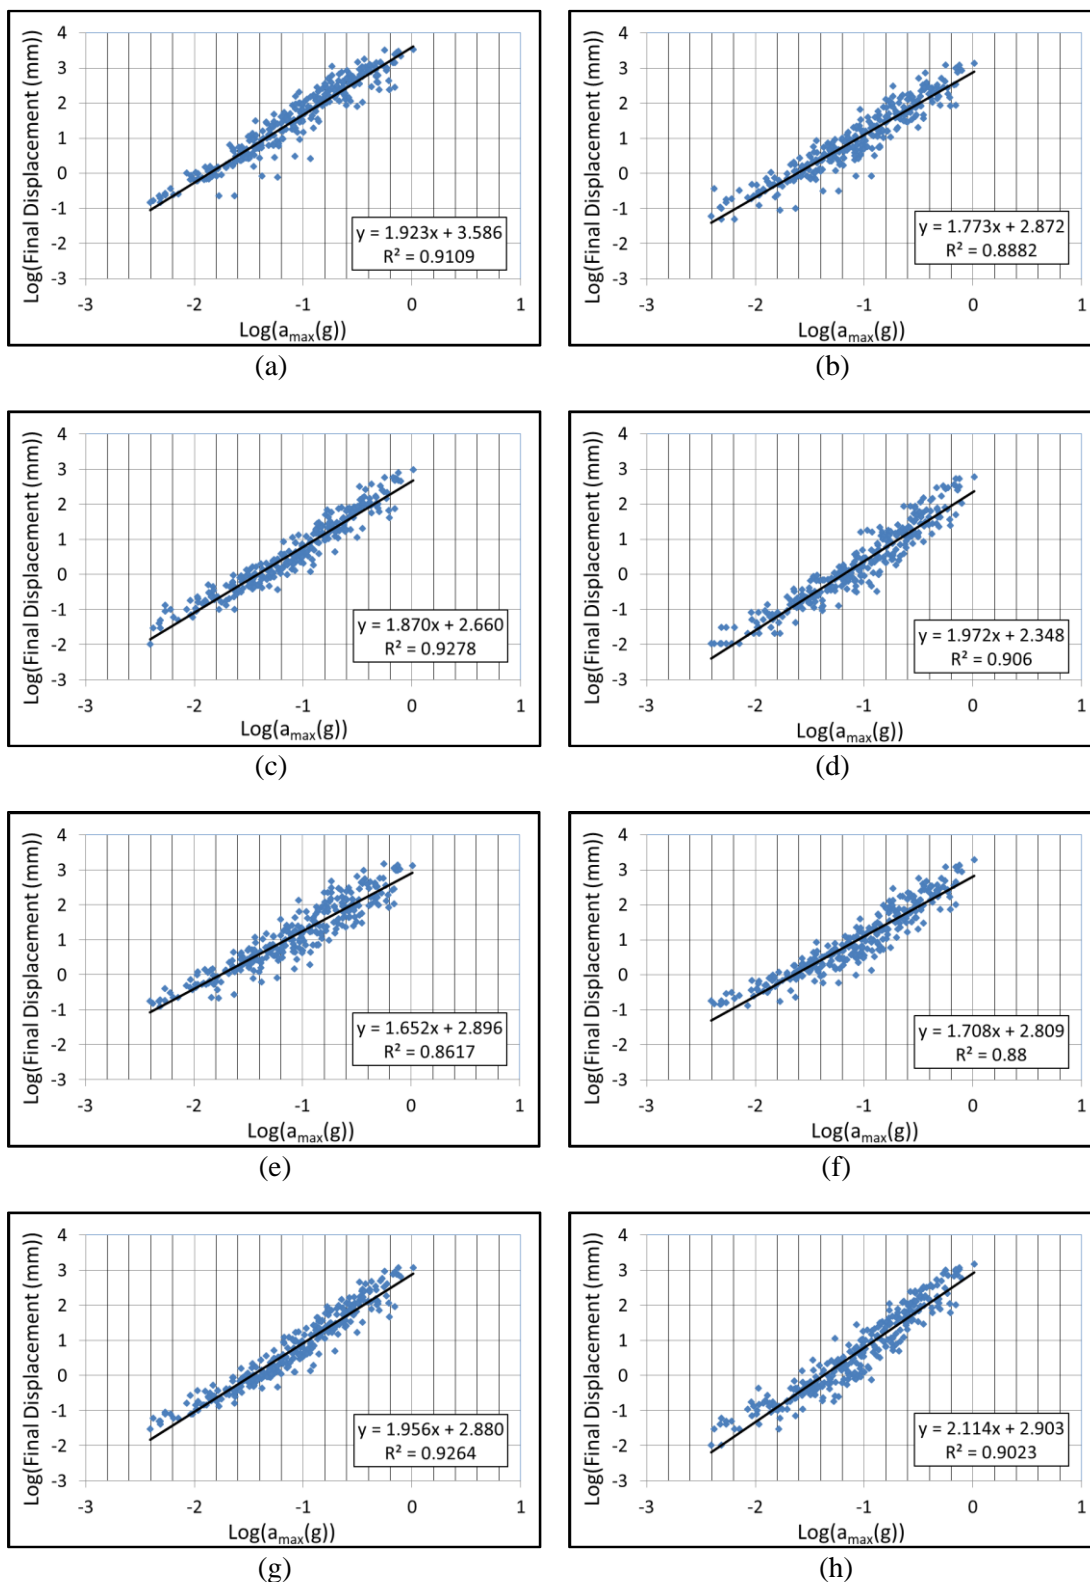 Log(Final Displacement (mm))
4
3
2
1
0
-1
-2
-3
y = 1.923x + 3.586
R² = 0.9109
-3 -2 -1 0 1
Log(a_max(g))
(a)
Log(Final Displacement (mm))
4
3
2
1
0
-1
-2
-3
y = 1.773x + 2.872
R² = 0.8882
-3 -2 -1 0 1
Log(a_max(g))
(b)
Log(Final Displacement (mm))
4
3
2
1
0
-1
-2
-3
y = 1.870x + 2.660
R² = 0.9278
-3 -2 -1 0 1
Log(a_max(g))
(c)
Log(Final Displacement (mm))
4
3
2
1
0
-1
-2
-3
y = 1.972x + 2.348
R² = 0.906
-3 -2 -1 0 1
Log(a_max(g))
(d)
Log(Final Displacement (mm))
4
3
2
1
0
-1
-2
-3
y = 1.652x + 2.896
R² = 0.8617
-3 -2 -1 0 1
Log(a_max(g))
(e)
Log(Final Displacement (mm))
4
3
2
1
0
-1
-2
-3
y = 1.708x + 2.809
R² = 0.88
-3 -2 -1 0 1
Log(a_max(g))
(f)
Log(Final Displacement (mm))
4
3
2
1
0
-1
-2
-3
y = 1.956x + 2.880
R² = 0.9264
-3 -2 -1 0 1
Log(a_max(g))
(g)
Log(Final Displacement (mm))
4
3
2
1
0
-1
-2
-3
y = 2.114x + 2.903
R² = 0.9023
-3 -2 -1 0 1
Log(a_max(g))
(h)